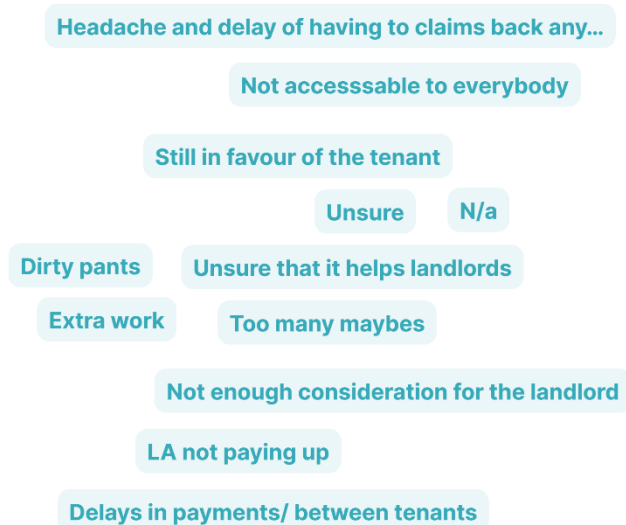 Headache and delay of having to claims back any...
Not accesssable to everybody
Still in favour of the tenant
Unsure
N/a
Dirty pants
Unsure that it helps landlords
Extra work
Too many maybes
Not enough consideration for the landlord
LA not paying up
Delays in payments/ between tenants